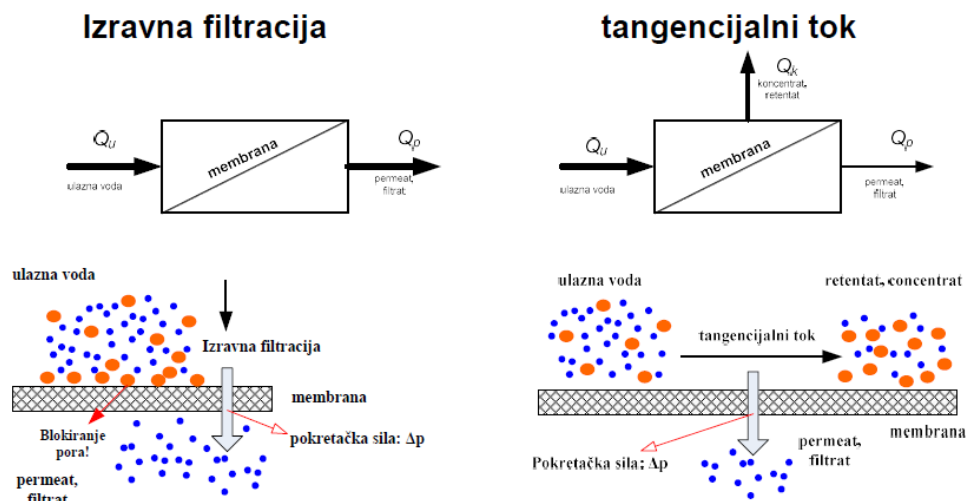 Izravna filtracija
Qu
ulazna voda
membrana
Qp
permeat,
filtrat
ulazna voda
Izravna filtracija
membrana
Blokiranje
pora!
pokretačka sila: Δp
permeat,
filtrat
tangencijalni tok
Qk
koncentrat,
retentat
Qu
ulazna voda
membrana
Qp
permeat,
filtrat
ulazna voda
retentat, concentrat
tangencijalni tok
membrana
Pokretačka sila; Δp
permeat,
filtrat